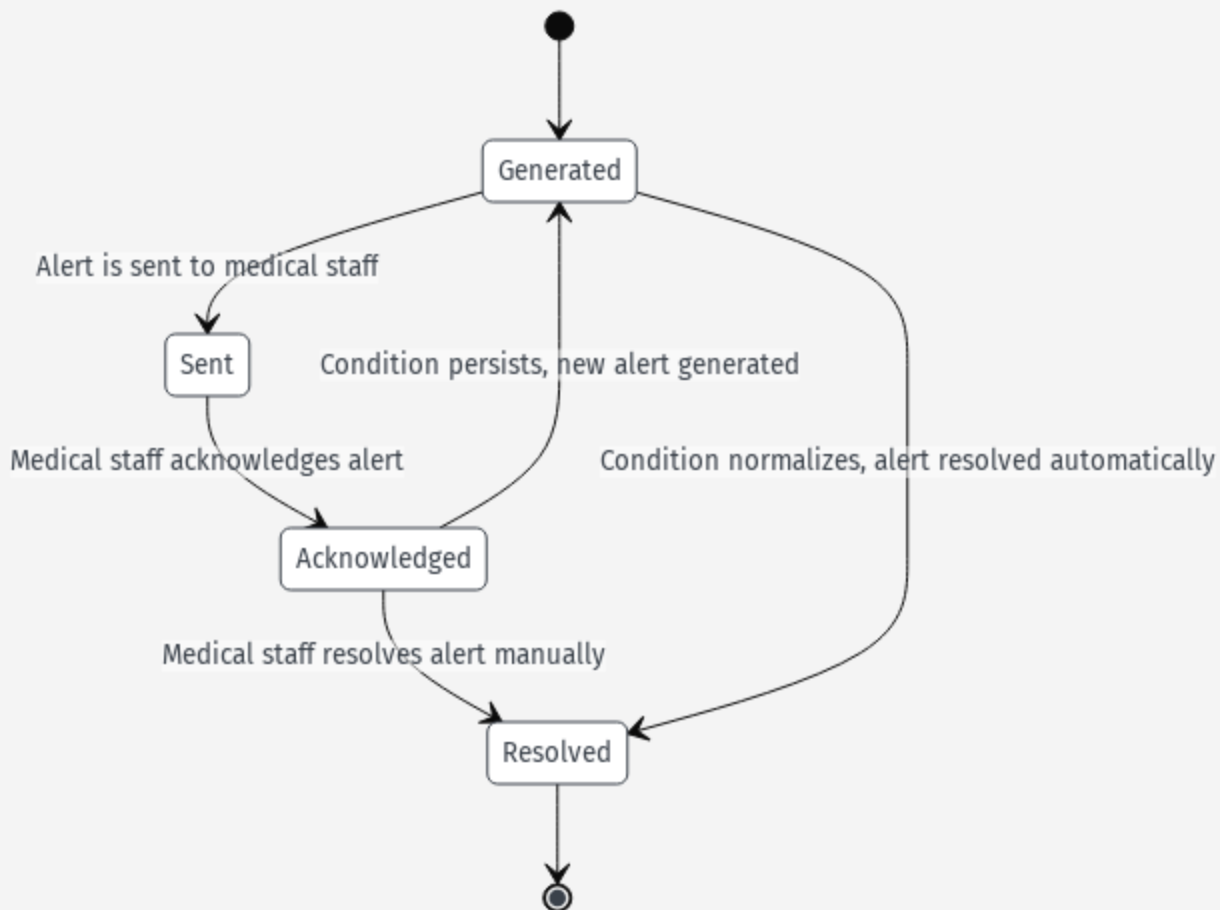 Generated
Alert is sent to medical staff
Sent
Condition persists, new alert generated
Medical staff acknowledges alert
Condition normalizes, alert resolved automatically
Acknowledged
Medical staff resolves alert manually
Resolved